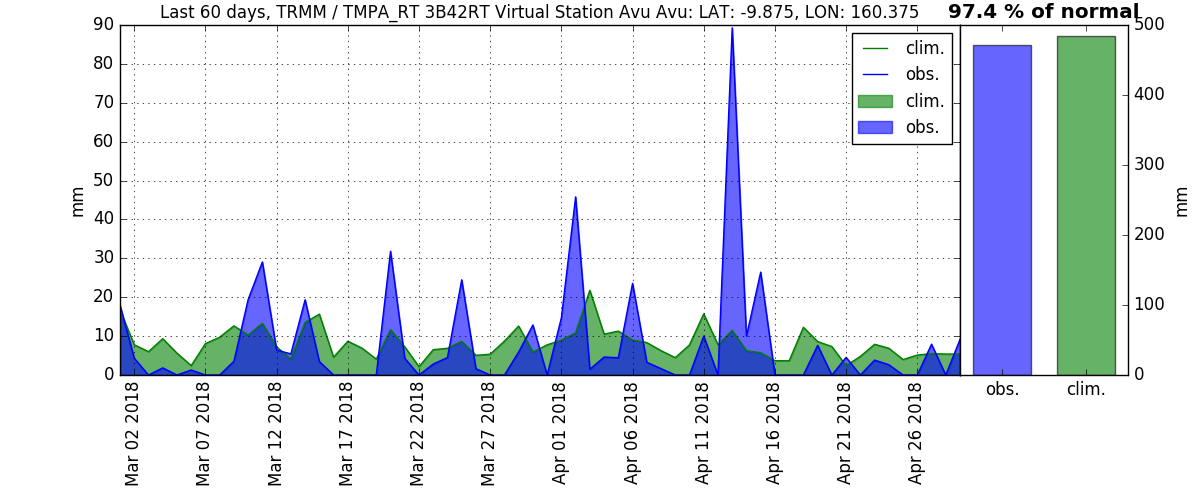 Last 60 days, TRMM / TMPA_RT 3B42RT Virtual Station Avu Avu: LAT: -9.875, LON: 160.375
97.4 % of normal
90
80
70
60
50
40
30
20
10
0
mm
clim.
obs.
clim.
obs.
Mar 02 2018
Mar 07 2018
Mar 12 2018
Mar 17 2018
Mar 22 2018
Mar 27 2018
Apr 01 2018
Apr 06 2018
Apr 11 2018
Apr 16 2018
Apr 21 2018
Apr 26 2018
500
400
300
200
100
0
mm
obs.
clim.